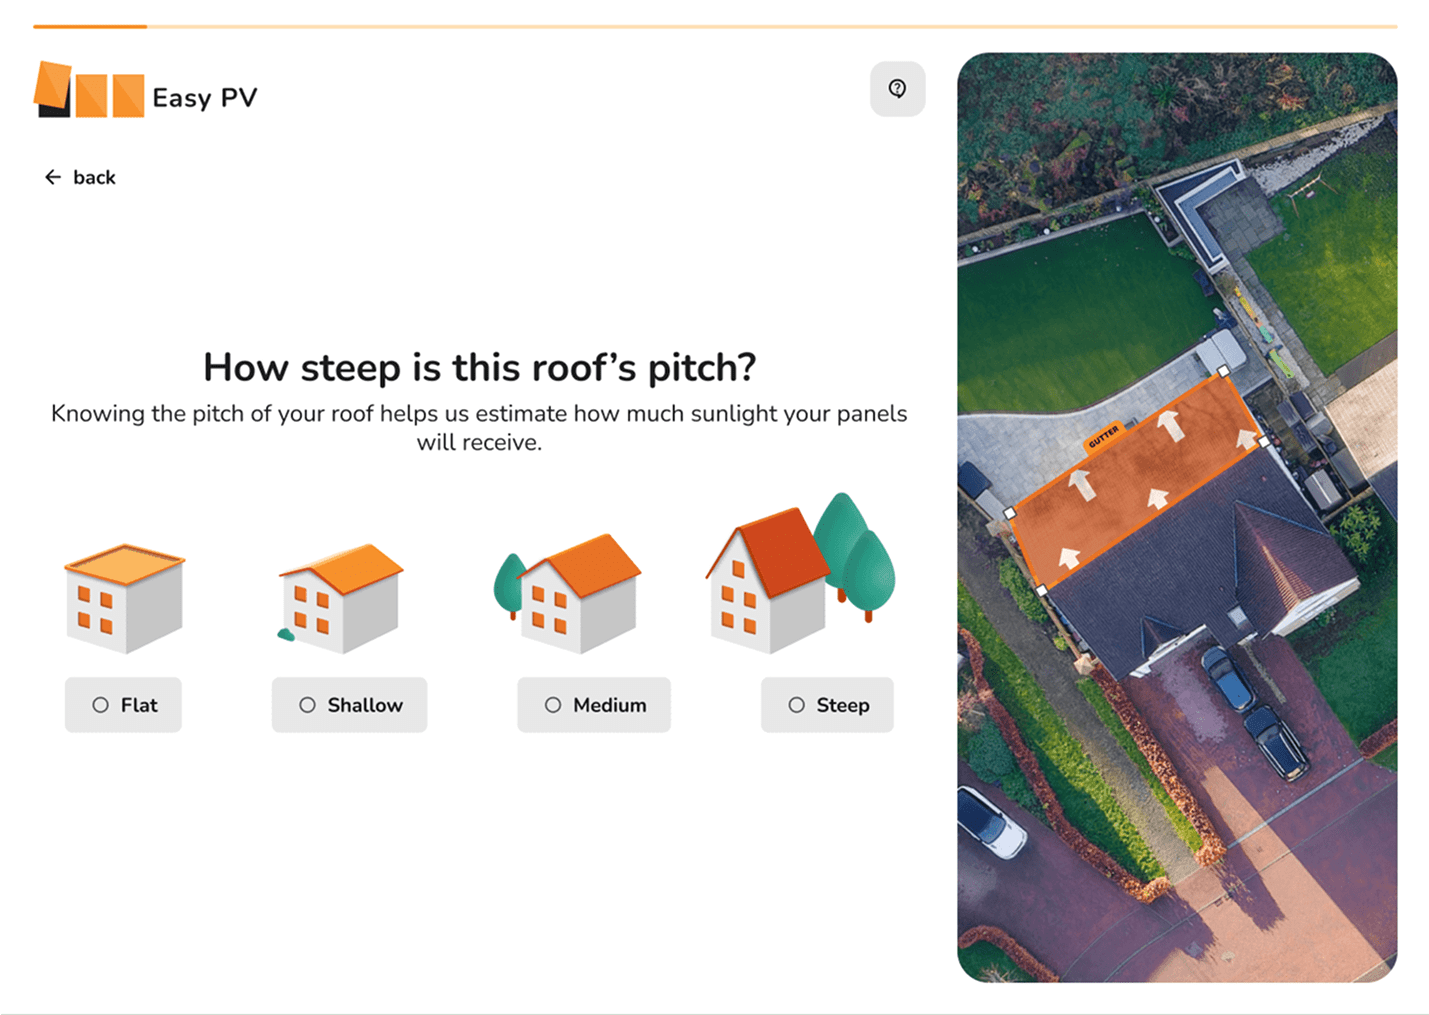 Easy PV
back
How steep is this roof’s pitch?
Knowing the pitch of your roof helps us estimate how much sunlight your panels
will receive.
Flat
Shallow
Medium
Steep
GUTTER